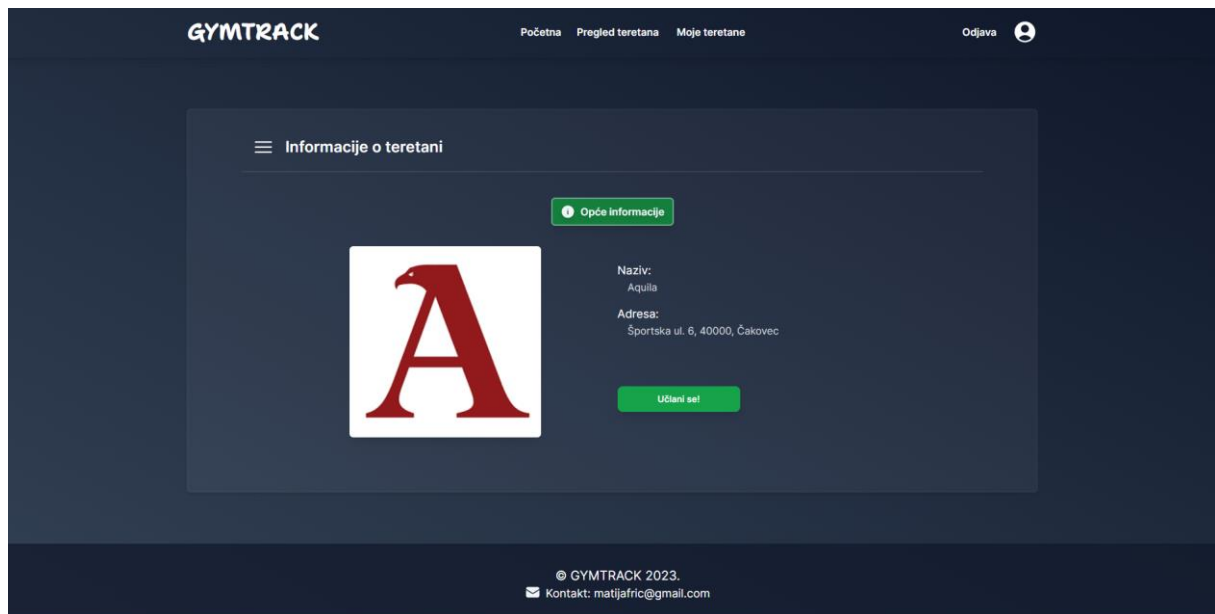 GYMTRACK
Početna Pregled teretana Moje teretane
Odjava
Informacije o teretani
Opće informacije
Naziv:
Aquila
Adresa:
Športska ul. 6, 40000, Čakovec
Učlani se!
© GYMTRACK 2023.
Kontakt: matijafric@gmail.com